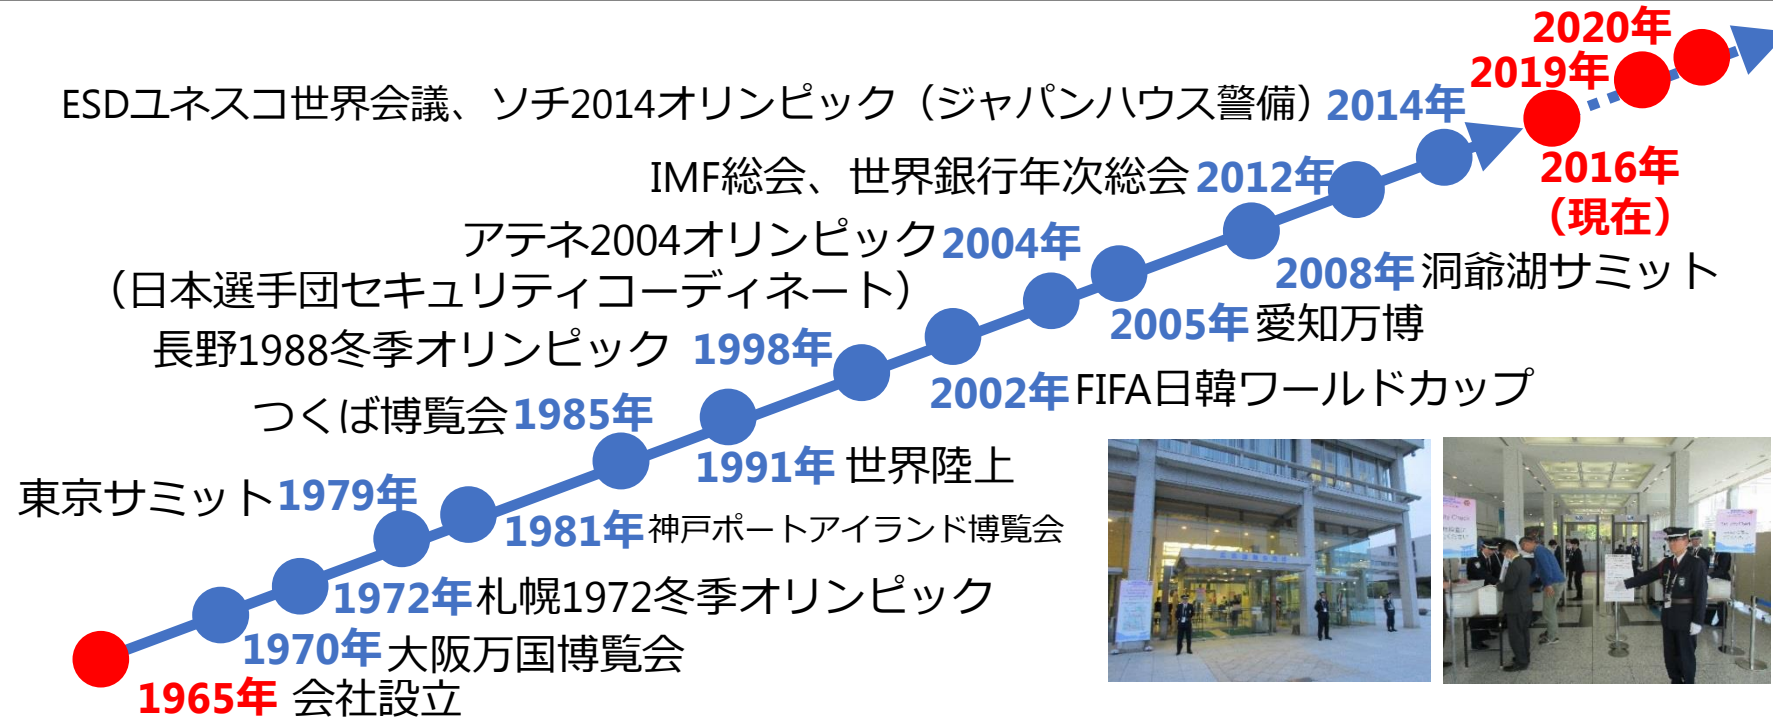 2020年
2019年
ESDユネスコ世界会議、ソチ2014オリンピック（ジャパンハウス警備）2014年
2016年
（現在）
IMF総会、世界銀行年次総会 2012年
アテネ2004オリンピック 2004年
（日本選手団セキュリティコーディネート）
2008年 洞爺湖サミット
2005年 愛知万博
長野1988冬季オリンピック 1998年
2002年 FIFA日韓ワールドカップ
つくば博覧会 1985年
1991年 世界陸上
東京サミット 1979年
1981年 神戸ポートアイランド博覧会
1972年 札幌1972冬季オリンピック
1970年 大阪万国博覧会
1965年 会社設立